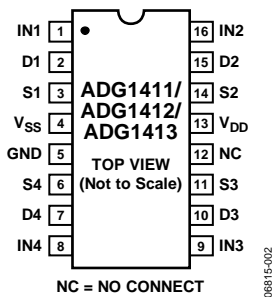 IN1 1 16 IN2
D1 2 15 D2
S1 3 14 S2
VSS 4 13 VDD
GND 5 12 NC
S4 6 11 S3
D4 7 10 D3
IN4 8 9 IN3
ADG1411/
ADG1412/
ADG1413
TOP VIEW
(Not to Scale)
NC = NO CONNECT
06815-002